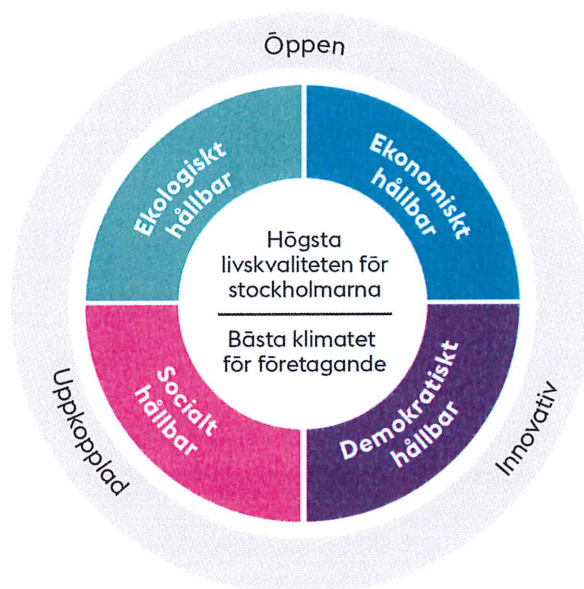 Öppen
Ekologiskt
hållbar
Ekonomiskt
hållbar
Högsta
livskvaliteten för
stockholmarna
Bästa klimatet
för företagande
Socialt
hållbar
Demokratiskt
hållbar
Uppkopplad
Innovativ